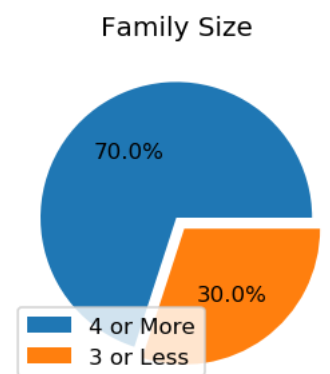 Family Size
70.0%
30.0%
4 or More
3 or Less